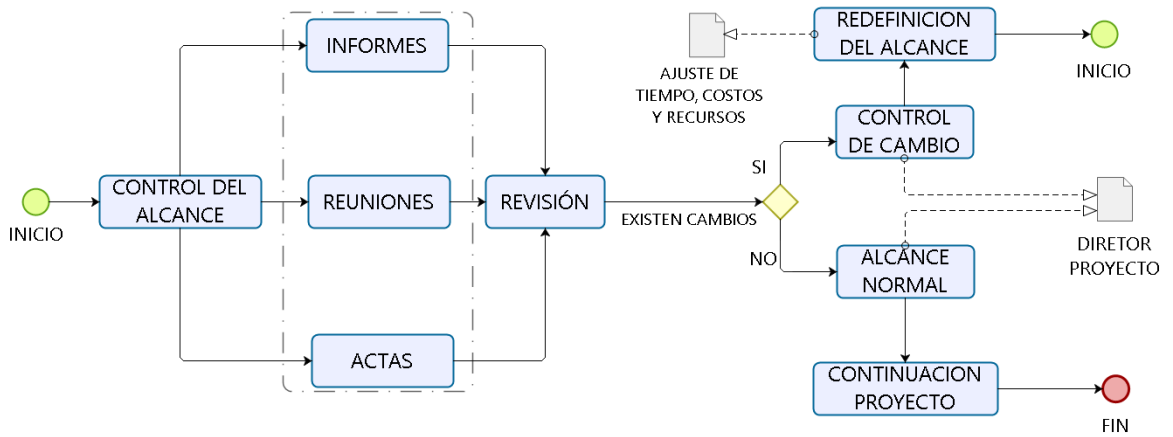 INICIO
CONTROL DEL
ALCANCE
INFORMES
REUNIONES
ACTAS
REVISIÓN
EXISTEN CAMBIOS
SI
NO
CONTROL
DE CAMBIO
REDEFINICION
DEL ALCANCE
AJUSTE DE
TIEMPO, COSTOS
Y RECURSOS
INICIO
ALCANCE
NORMAL
DIRETOR
PROYECTO
CONTINUACION
PROYECTO
FIN